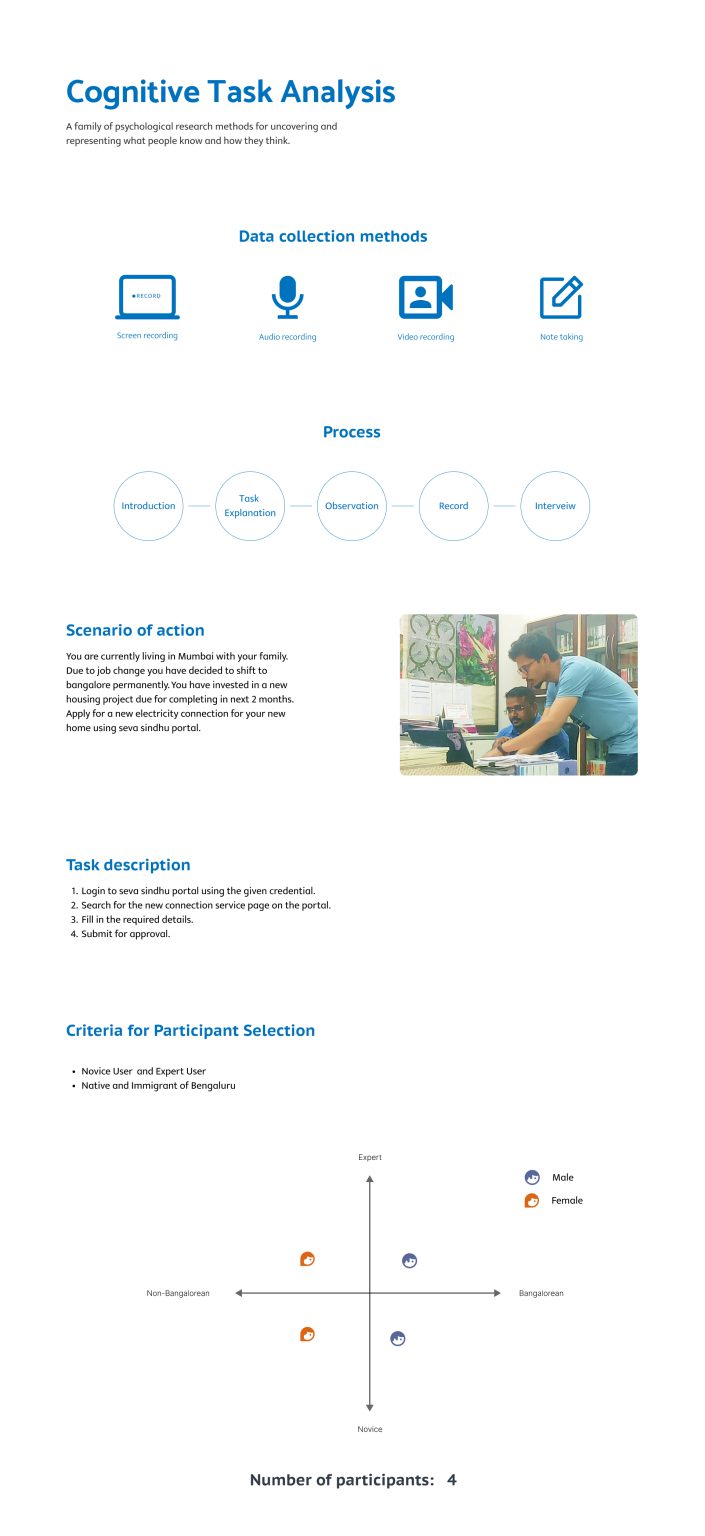 Cognitive Task Analysis
A family of psychological research methods for uncovering and
representing what people know and how they think.
Data collection methods
RECORD
Screen recording
Audio recording
Video recording
Note taking
Process
Introduction
Task
Explanation
Observation
Record
Interveiw
Scenario of action
You are currently living in Mumbai with your family.
Due to job change you have decided to shift to
bangalore permanently. You have invested in a new
housing project due for completing in next 2 months.
Apply for a new electricity connection for your new
home using seva sindhu portal.
Task description
1. Login to seva sindhu portal using the given credential.
2. Search for the new connection service page on the portal.
3. Fill in the required details.
4. Submit for approval.
Criteria for Participant Selection
• Novice User and Expert User
• Native and Immigrant of Bengaluru
Expert
Male
Female
Non-Bangalorean
Bangalorean
Novice
Number of participants: 4